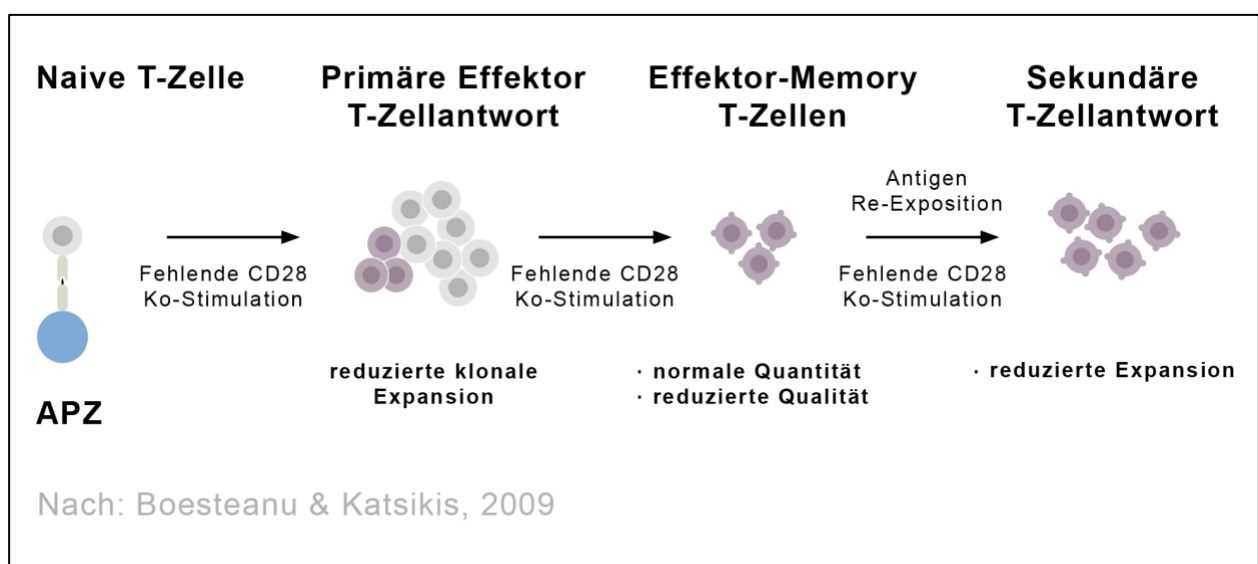 Naive T-Zelle
Primäre Effektor
T-Zellantwort
Effektor-Memory
T-Zellen
Sekundäre
T-Zellantwort
Fehlende CD28
Ko-Stimulation
Fehlende CD28
Ko-Stimulation
Antigen
Re-Exposition
Fehlende CD28
Ko-Stimulation
APZ
reduzierte klonale
Expansion
· normale Quantität
· reduzierte Qualität
· reduzierte Expansion
Nach: Boesteanu & Katsikis, 2009